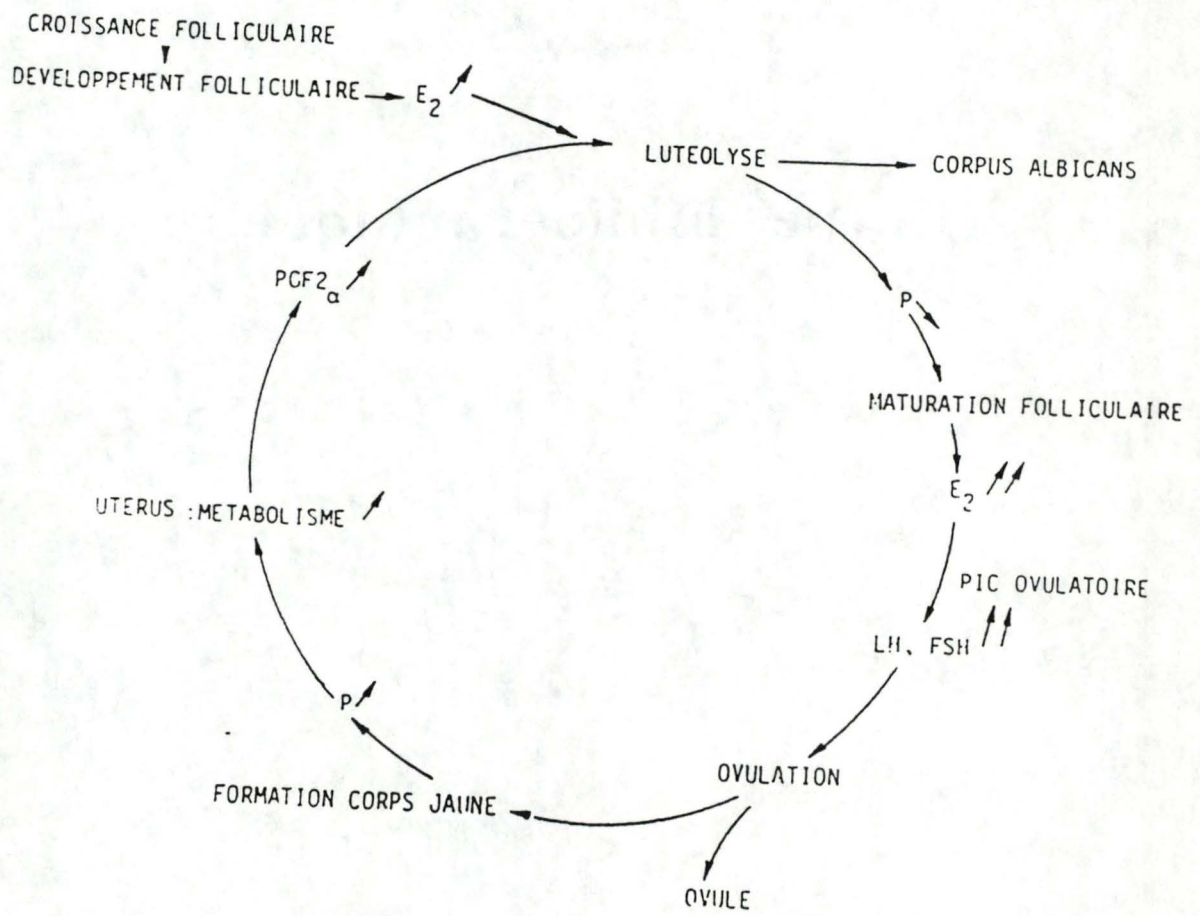 CROISSANCE FOLLICULAIRE
DEVELOPPEMENT FOLLICULAIRE → E₂ ↗
LUTEOLYSE → CORPUS ALBICANS
PGF2α ↗
P ↘
MATURATION FOLLICULAIRE
E₂ ↗↗
UTERUS :METABOLISME ↗
PIC OVULATOIRE
LH, FSH ↑↑
P ↗
OVULATION
FORMATION CORPS JAUNE
OVULE